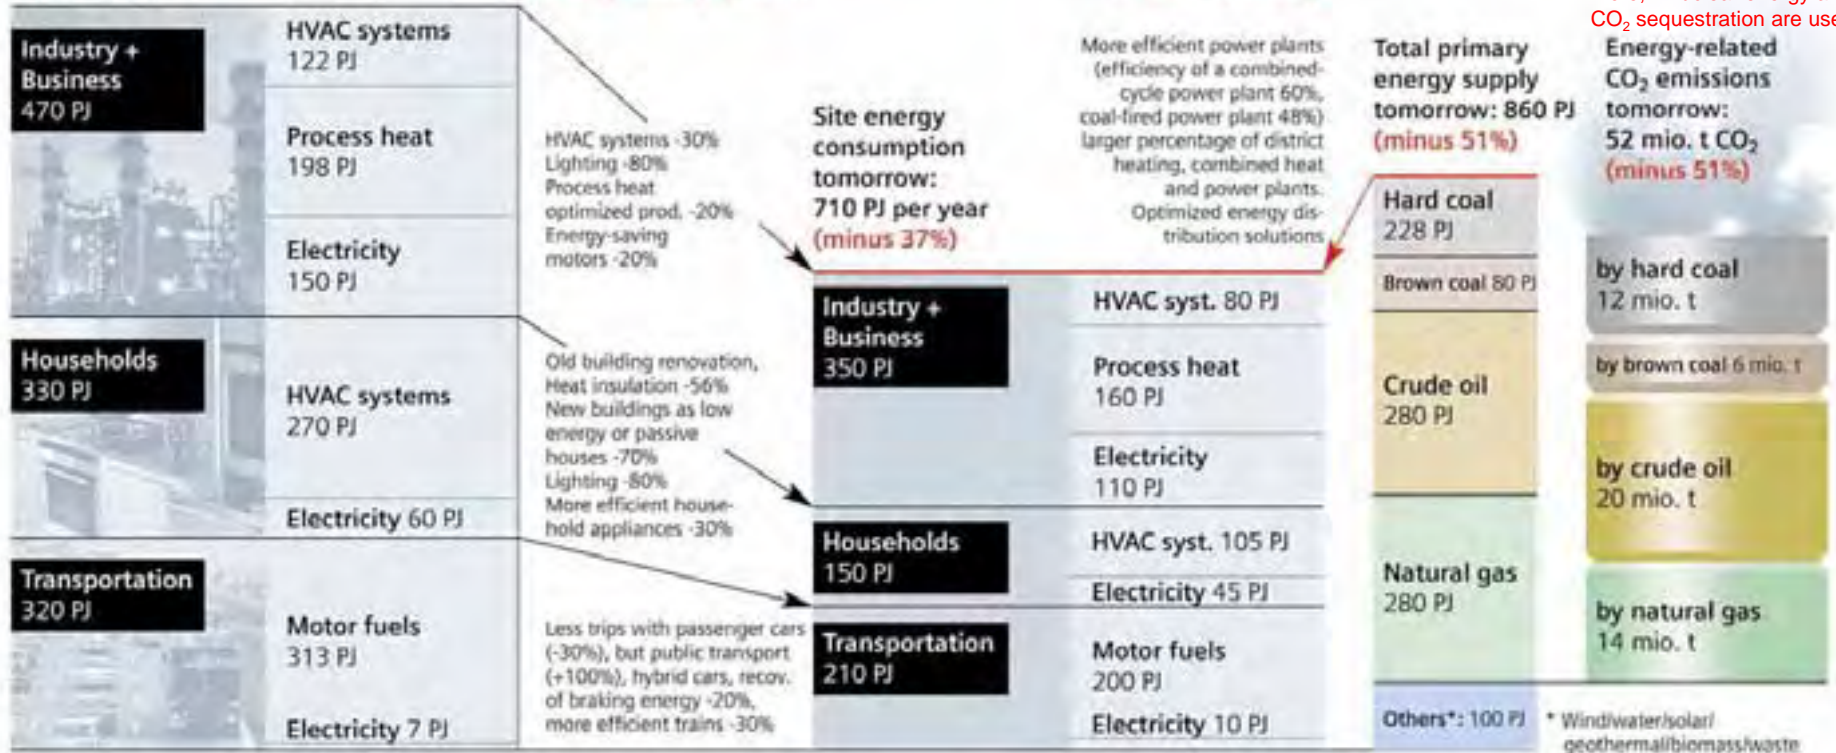 CO₂ sequestration are use
Industry +
Business
470 PJ
HVAC systems
122 PJ
Process heat
198 PJ
Electricity
150 PJ
Households
330 PJ
HVAC systems
270 PJ
Electricity 60 PJ
Transportation
320 PJ
Motor fuels
313 PJ
Electricity 7 PJ
HVAC systems -30%
Lighting -80%
Process heat
optimized prod. -20%
Energy-saving
motors -20%
Old building renovation,
Heat insulation -56%
New buildings as low
energy or passive
houses -70%
Lighting -80%
More efficient house-
hold appliances -30%
Less trips with passenger cars
(-30%), but public transport
(+100%), hybrid cars, recov.
of braking energy -20%,
more efficient trains -30%
Site energy
consumption
tomorrow:
710 PJ per year
(minus 37%)
Industry +
Business
350 PJ
HVAC syst. 80 PJ
Process heat
160 PJ
Electricity
110 PJ
Households
150 PJ
HVAC syst. 105 PJ
Electricity 45 PJ
Transportation
210 PJ
Motor fuels
200 PJ
Electricity 10 PJ
More efficient power plants
(efficiency of a combined-
cycle power plant 60%,
coal-fired power plant 48%)
larger percentage of district
heating, combined heat
and power plants.
Optimized energy dis-
tribution solutions
Total primary
energy supply
tomorrow: 860 PJ
(minus 51%)
Hard coal
228 PJ
Brown coal 80 PJ
Crude oil
280 PJ
Natural gas
280 PJ
Others*: 100 PJ
Energy-related
CO₂ emissions
tomorrow:
52 mio. t CO₂
(minus 51%)
by hard coal
12 mio. t
by brown coal 6 mio. t
by crude oil
20 mio. t
by natural gas
14 mio. t
* Wind/water/solar/
geothermal/biomass/waste